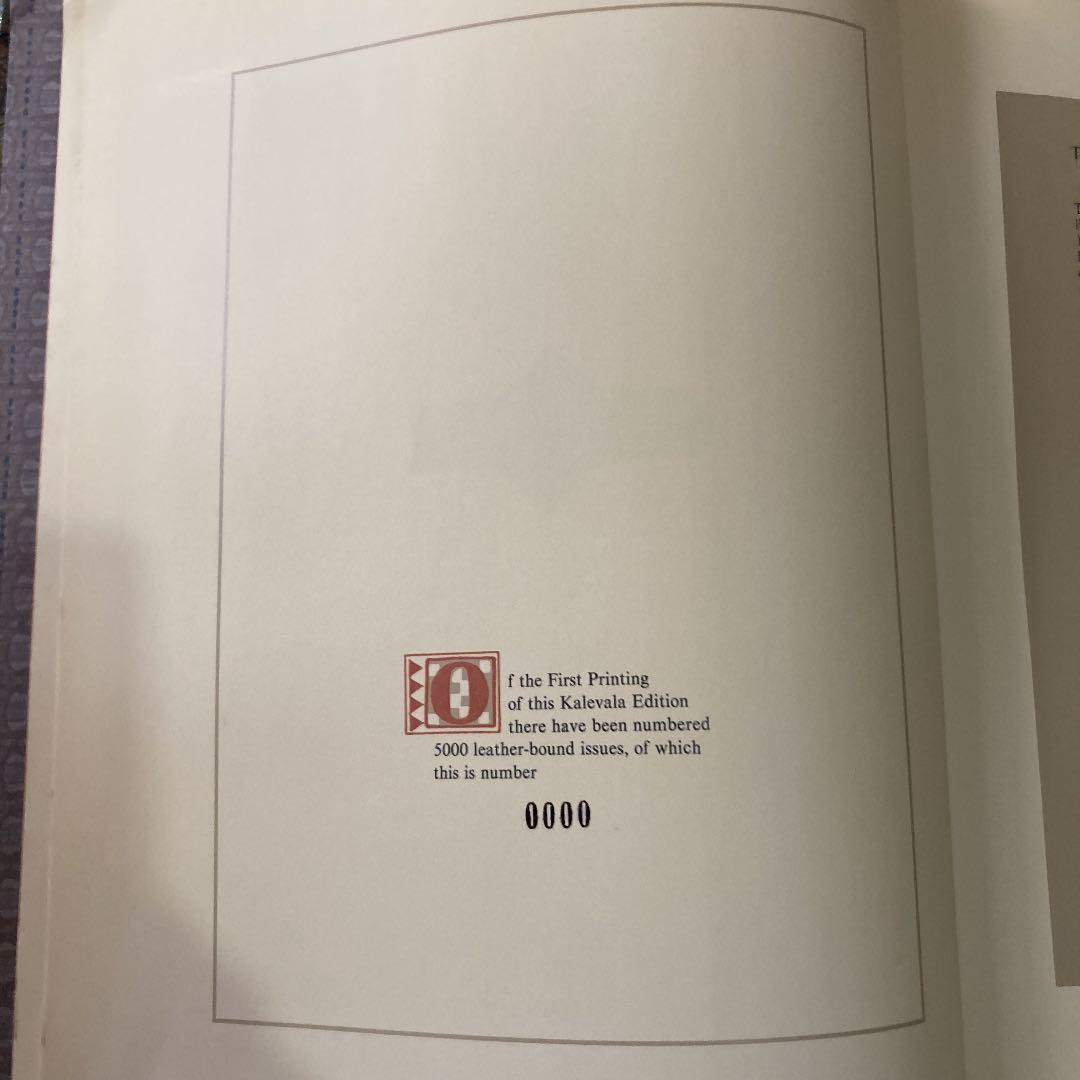 Of the First Printing
of this Kalevala Edition
there have been numbered
5000 leather-bound issues, of which
this is number
0000